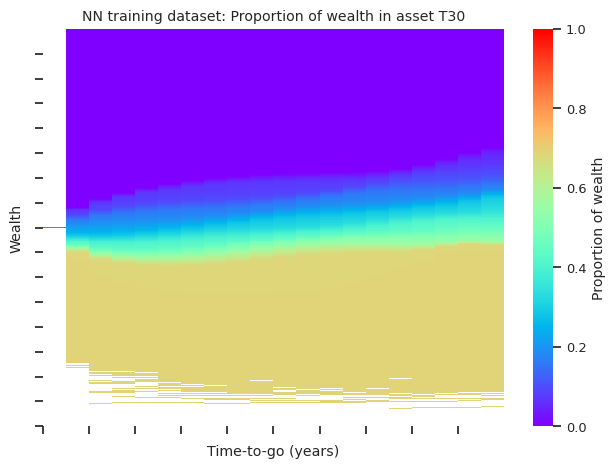 NN training dataset: Proportion of wealth in asset T30
Wealth
Time-to-go (years)
1.0
0.8
0.6
0.4
0.2
0.0
Proportion of wealth